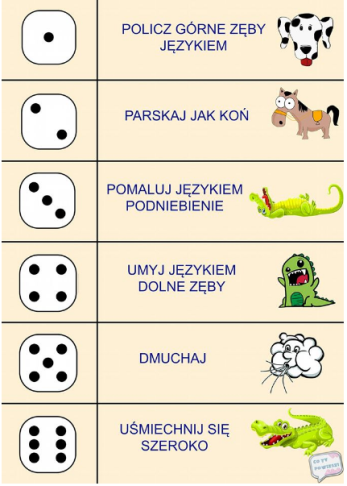 POLICZ GÓRNE ZĘBY
JĘZYKIEM
PARSKAJ JAK KOŃ
POMALUJ JĘZYKIEM
PODNIEBIENIE
UMYJ JĘZYKIEM
DOLNE ZĘBY
DMUCHAJ
UŚMIECHNIJ SIĘ
SZEROKO